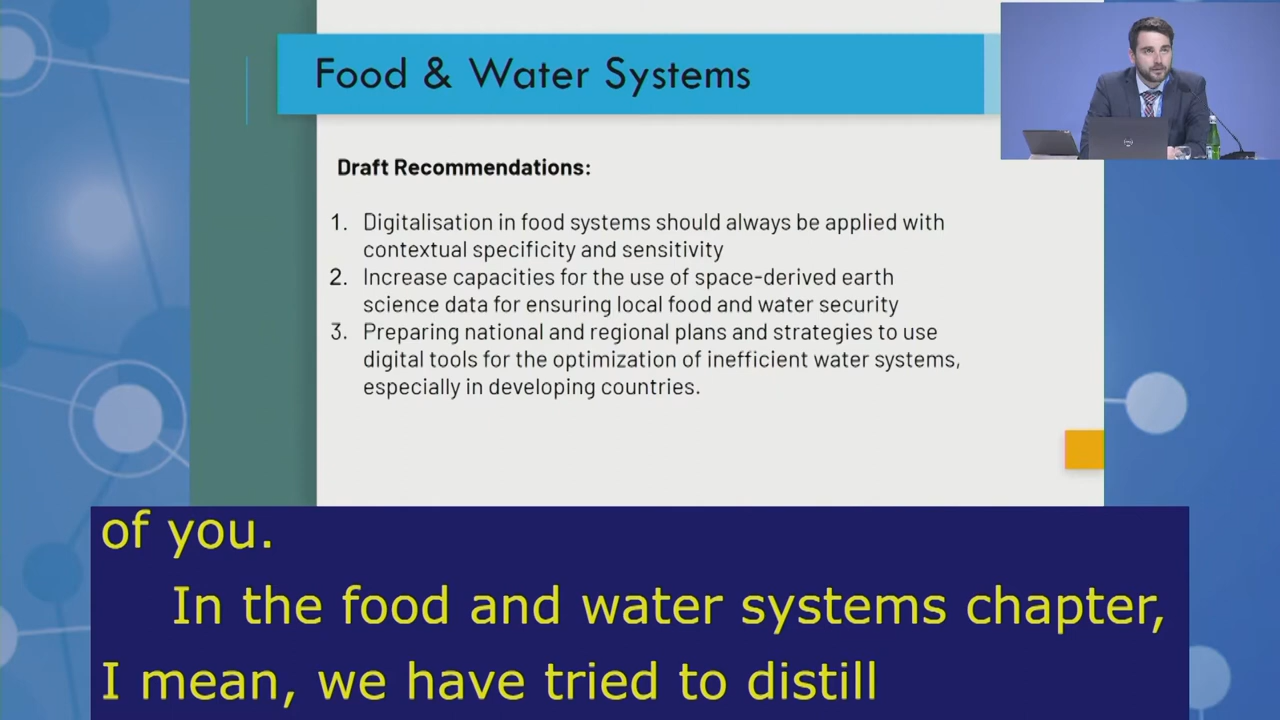 Food & Water Systems
Draft Recommendations:
1. Digitalisation in food systems should always be applied with
contextual specificity and sensitivity
2. Increase capacities for the use of space-derived earth
science data for ensuring local food and water security
3. Preparing national and regional plans and strategies to use
digital tools for the optimization of inefficient water systems,
especially in developing countries.
of you.
In the food and water systems chapter,
I mean, we have tried to distill